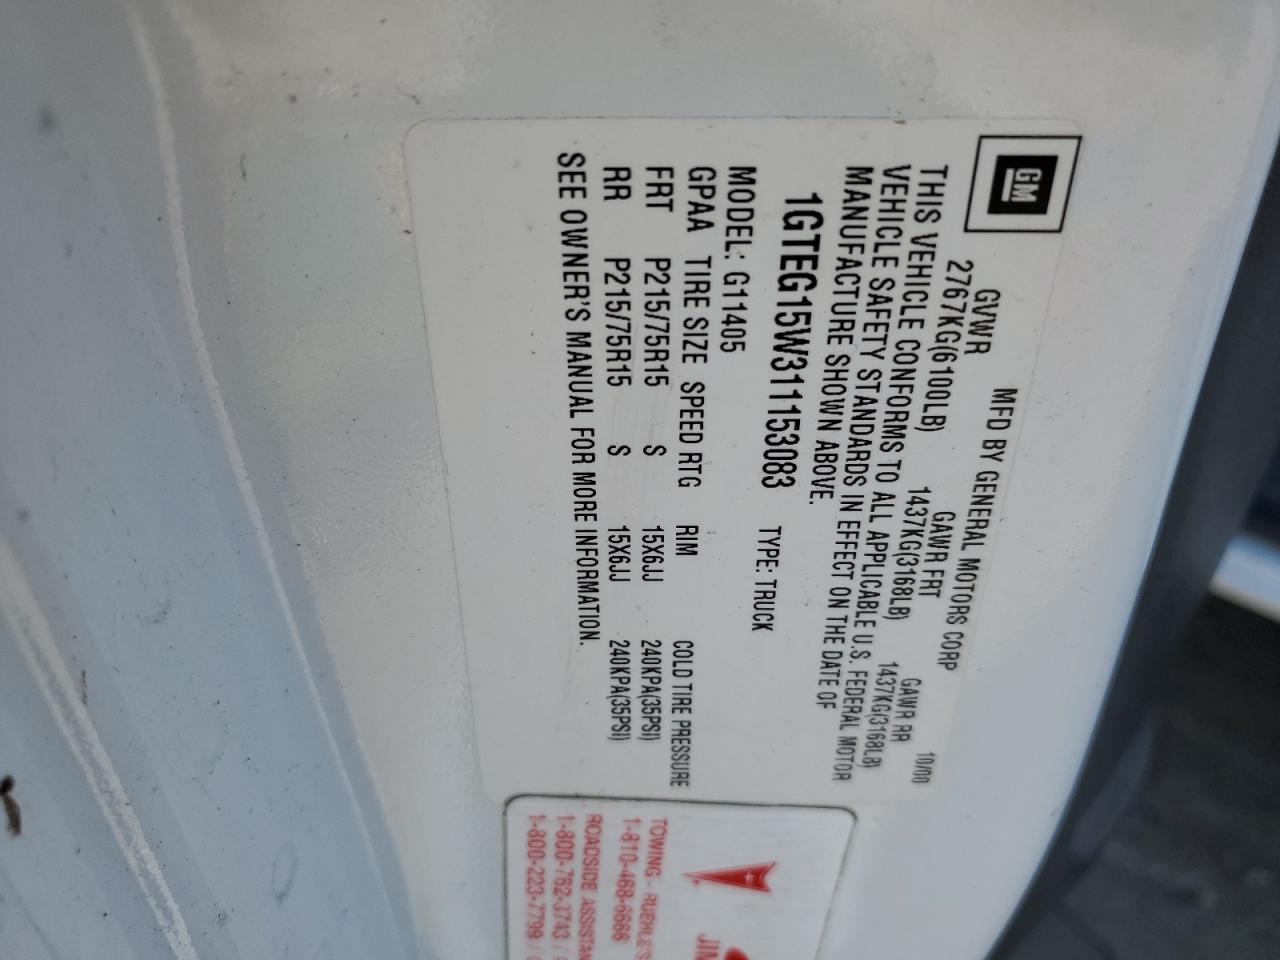 GM
MFD BY GENERAL MOTORS CORP 10/00
GVWR GAWR FRT GAWR RR
2767KG(6100LB) 1437KG(3168LB) 1437KG(3168LB)
THIS VEHICLE CONFORMS TO ALL APPLICABLE U.S. FEDERAL MOTOR
VEHICLE SAFETY STANDARDS IN EFFECT ON THE DATE OF
MANUFACTURE SHOWN ABOVE.
1GTEG15W311153083 TYPE: TRUCK
MODEL: G11405
GPAA TIRE SIZE SPEED RTG RIM COLD TIRE PRESSURE
FRT P215/75R15 S 15X6JJ 240KPA(35PSI)
RR P215/75R15 S 15X6JJ 240KPA(35PSI)
SEE OWNER'S MANUAL FOR MORE INFORMATION.
JIM
TOWING - RUEHLE'S
1-810-468-6666
ROADSIDE
1-800-762-3743 /
1-800-223-7799 /